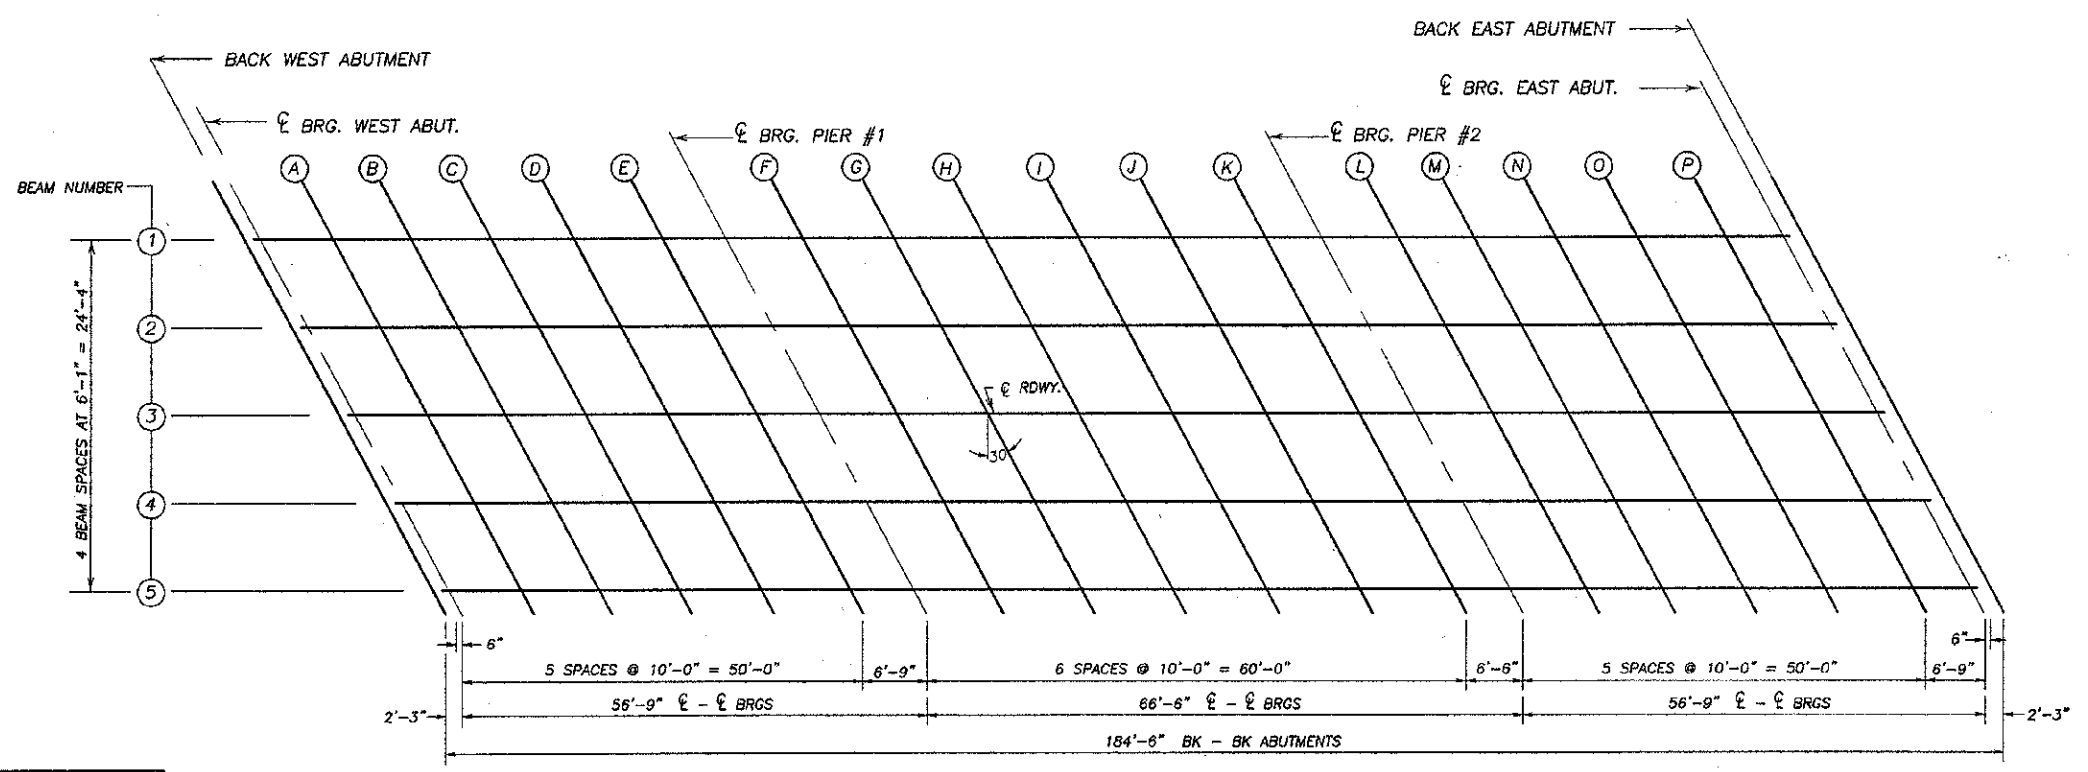 BACK EAST ABUTMENT
BACK WEST ABUTMENT
℄ BRG. EAST ABUT.
℄ BRG. WEST ABUT.
℄ BRG. PIER #1
℄ BRG. PIER #2
A B C D E F G H I J K L M N O P
BEAM NUMBER
1
2
3
4
5
4 BEAM SPACES AT 6'-1" = 24'-4"
℄ RDWY.
30
6"
6"
5 SPACES @ 10'-0" = 50'-0"
6'-9"
6 SPACES @ 10'-0" = 60'-0"
6'-6"
5 SPACES @ 10'-0" = 50'-0"
6'-9"
2'-3"
56'-9" ℄ - ℄ BRGS
66'-6" ℄ - ℄ BRGS
56'-9" ℄ - ℄ BRGS
2'-3"
184'-6" BK - BK ABUTMENTS